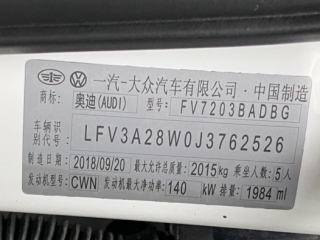 一汽-大众汽车有限公司·中国制造
商标: 奥迪(AUDI) 型号: FV7203BADBG
车辆识别代号: LFV3A28W0J3762526
制造日期: 2018/09/20 最大允许总质量: 2015kg 乘坐人数: 5人
发动机型号: CWN 发动机最大净功率: 140 kW 排量: 1984 ml